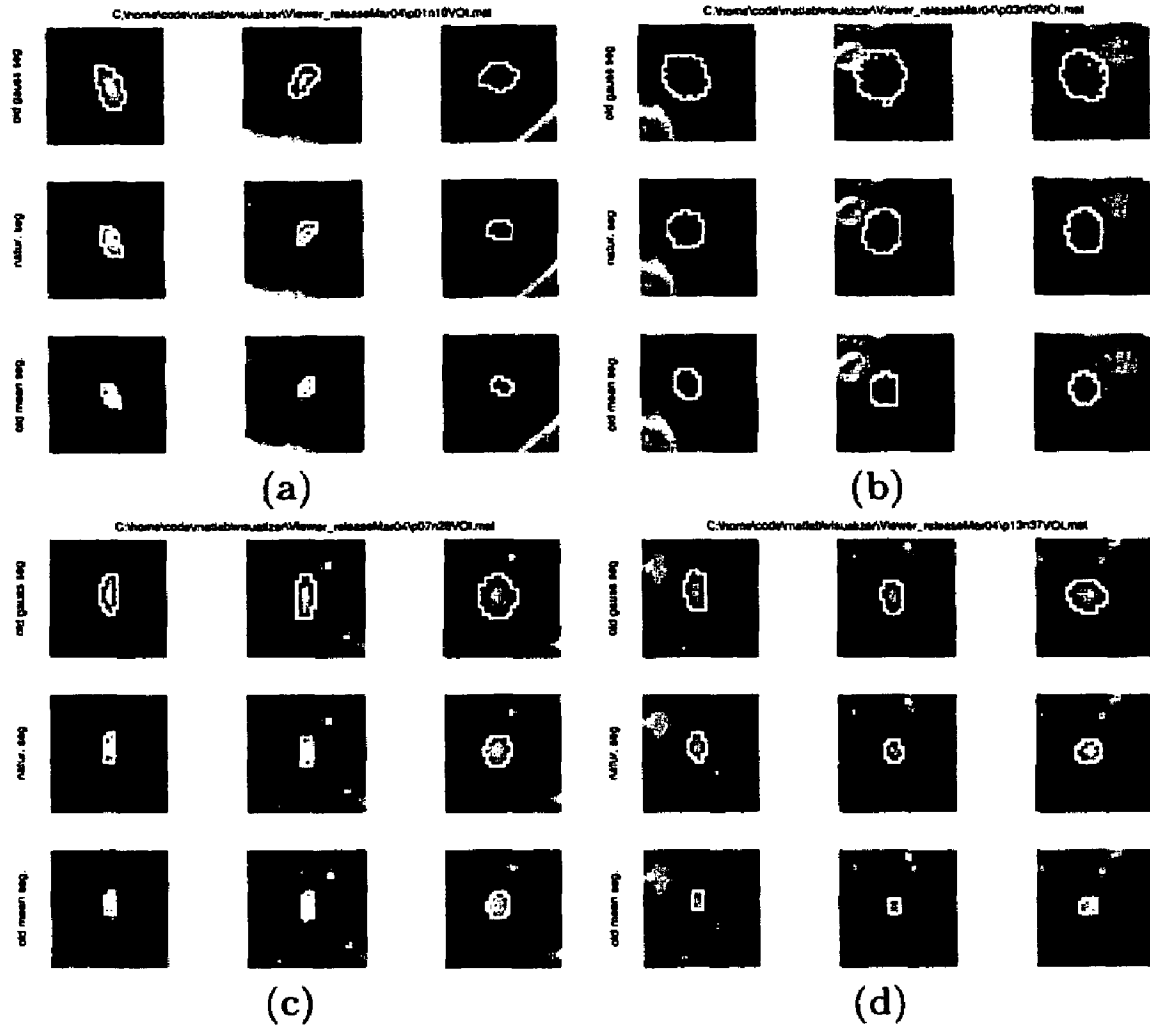 C:\home\code\matlab\visualizer\Viewer_releaseMar04\p01n10VOI.mat
old gauss seg
natur. seg
old mean seg.
(a)
C:\home\code\matlab\visualizer\Viewer_releaseMar04\p03n09VOI.mat
old gauss seg
natur. seg
old mean seg.
(b)
C:\home\code\matlab\visualizer\Viewer_releaseMar04\p07n28VOI.mat
old gauss seg
natur. seg
old mean seg.
(c)
C:\home\code\matlab\visualizer\Viewer_releaseMar04\p13n37VOI.mat
old gauss seg
natur. seg
old mean seg.
(d)